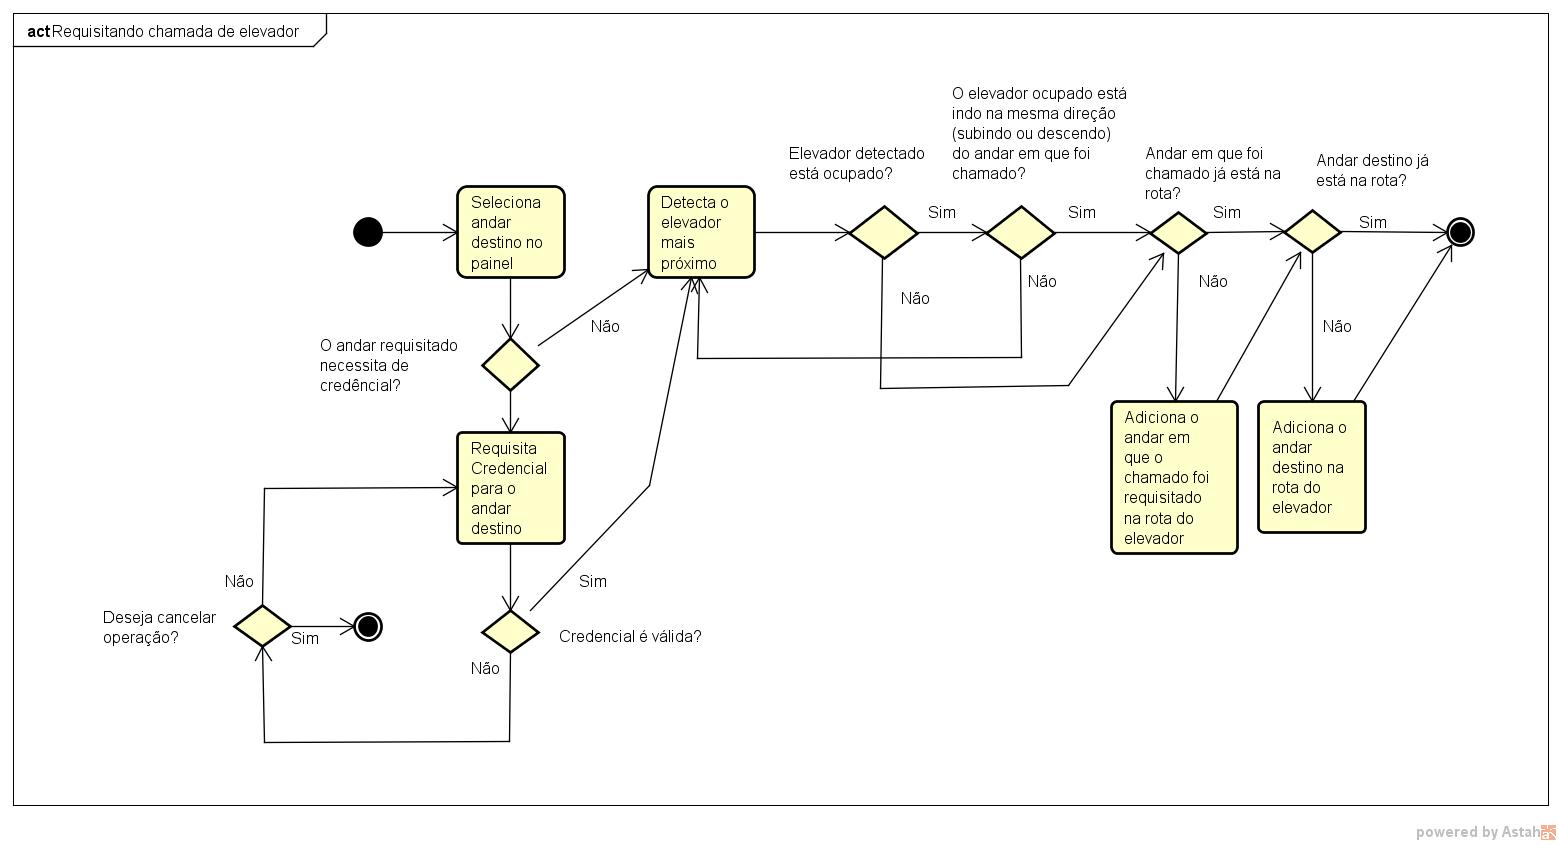 act Requisitando chamada de elevador
O elevador ocupado está
indo na mesma direção
(subindo ou descendo)
do andar em que foi
chamado?
Elevador detectado
está ocupado?
Andar em que foi
chamado já está na
rota?
Andar destino já
está na rota?
Seleciona
andar
destino no
painel
Detecta o
elevador
mais
próximo
Sim
Sim
Sim
Sim
Não
Não
Não
Não
Não
O andar requisitado
necessita de
credêncial?
Requisita
Credencial
para o
andar
destino
Adiciona o
andar em
que o
chamado foi
requisitado
na rota do
elevador
Adiciona o
andar
destino na
rota do
elevador
Não
Sim
Deseja cancelar
operação?
Sim
Credencial é válida?
Não
powered by Astah